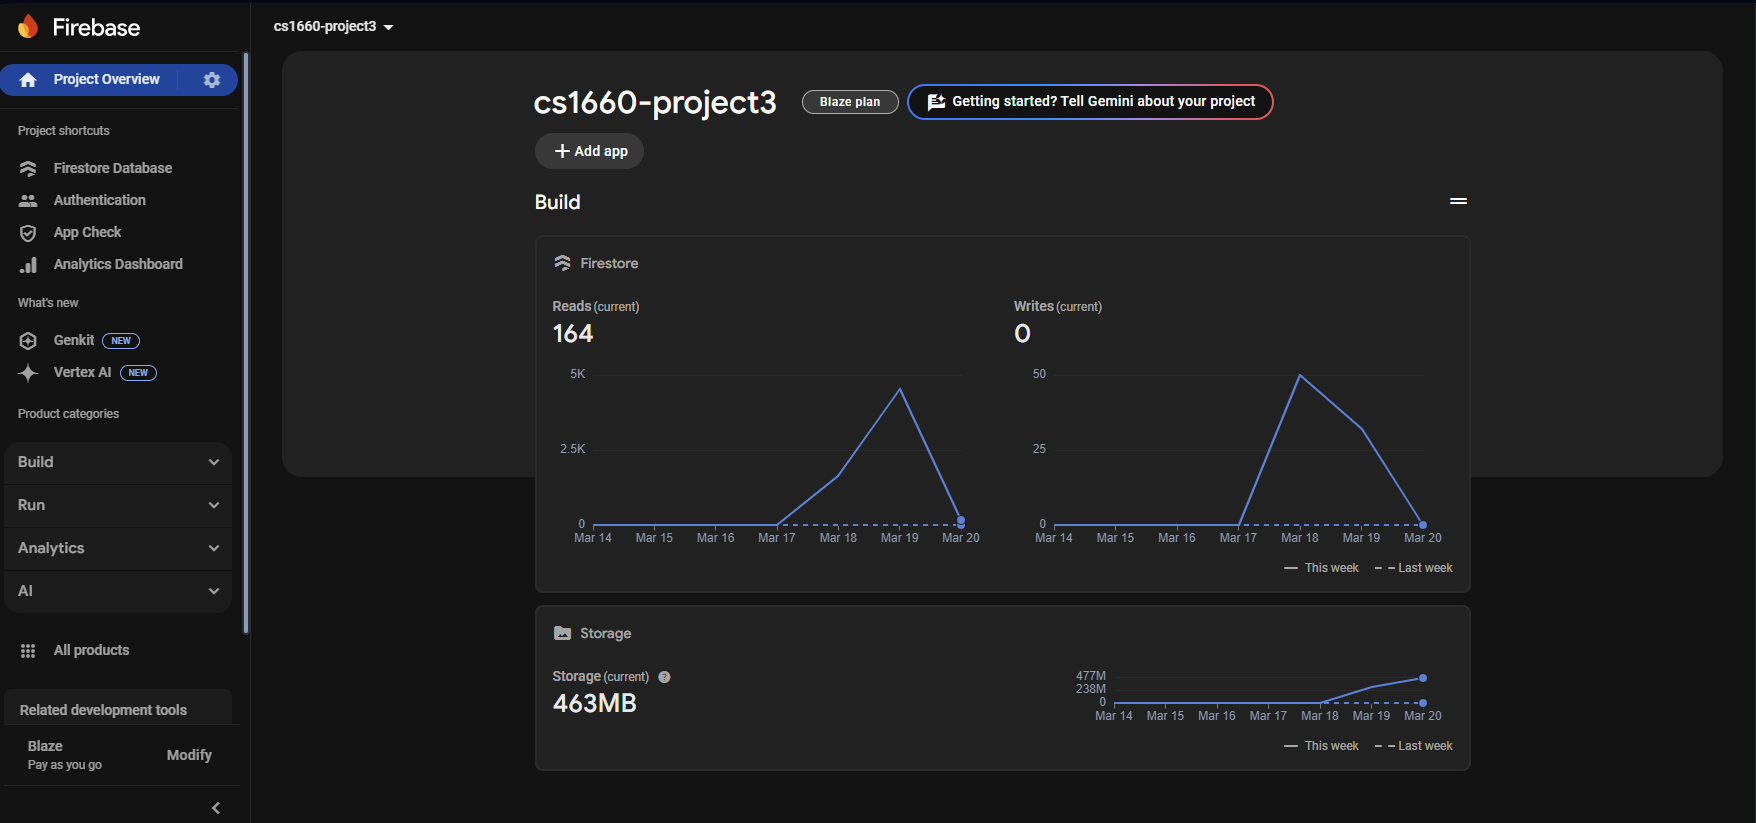 Firebase
cs1660-project3
Project Overview
Project shortcuts
Firestore Database
Authentication
App Check
Analytics Dashboard
What's new
Genkit NEW
Vertex AI NEW
Product categories
Build
Run
Analytics
AI
All products
Related development tools
Blaze
Pay as you go
Modify
cs1660-project3 Blaze plan Getting started? Tell Gemini about your project
Add app
Build
Firestore
Reads (current)
164
5K
2.5K
0
Mar 14 Mar 15 Mar 16 Mar 17 Mar 18 Mar 19 Mar 20
Writes (current)
0
50
25
0
Mar 14 Mar 15 Mar 16 Mar 17 Mar 18 Mar 19 Mar 20
This week Last week
Storage
Storage (current) ?
463MB
477M
238M
0
Mar 14 Mar 15 Mar 16 Mar 17 Mar 18 Mar 19 Mar 20
This week Last week